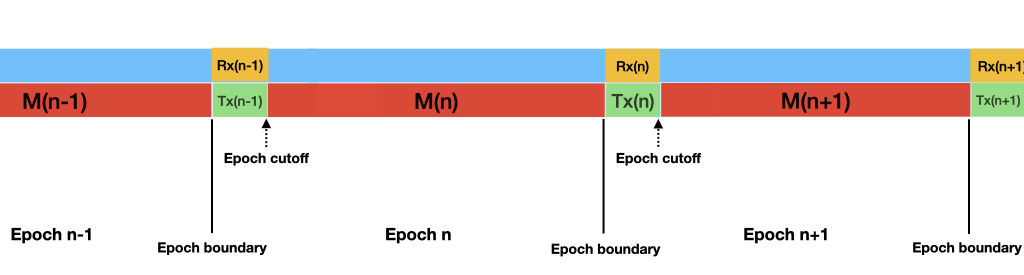 Rx(n-1)
Rx(n)
Rx(n+1)
M(n-1)
Tx(n-1)
M(n)
Tx(n)
M(n+1)
Tx(n+1)
Epoch cutoff
Epoch cutoff
Epoch n-1
Epoch n
Epoch n+1
Epoch boundary
Epoch boundary
Epoch boundary